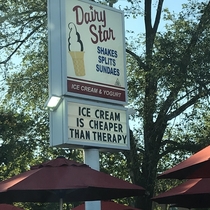 Dairy
Star
SHAKES
SPLITS
SUNDAES
ICE CREAM & YOGURT
ICE CREAM
IS CHEAPER
THAN THERAPY